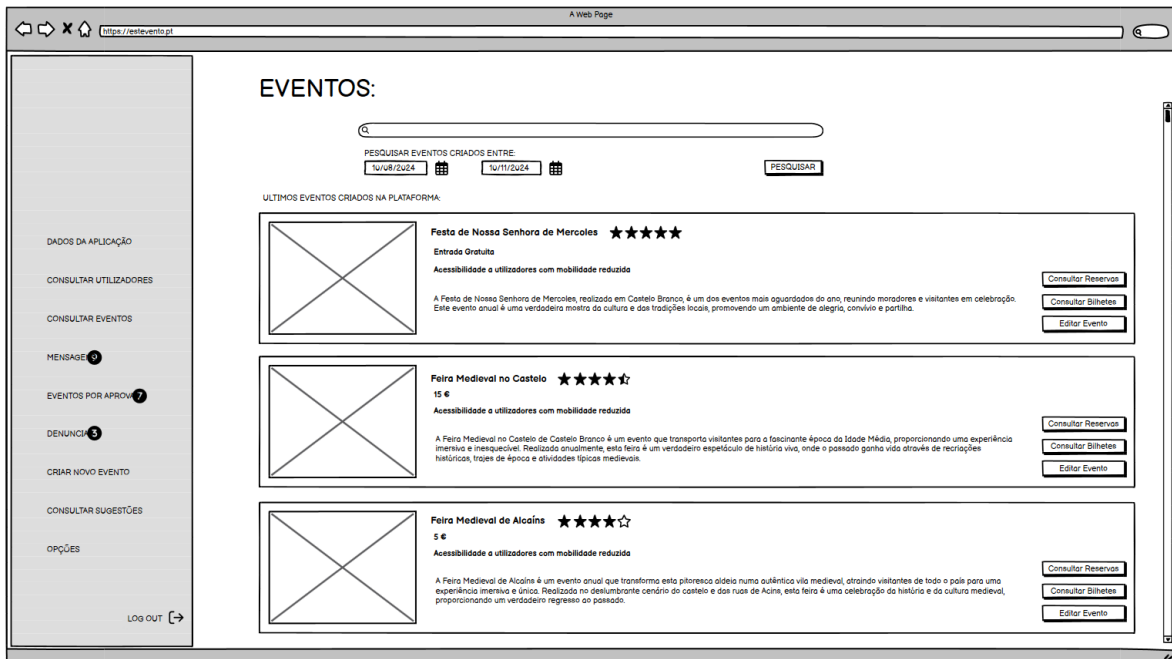 A Web Page
https://estevento.pt
EVENTOS:
PESQUISAR EVENTOS CRIADOS ENTRE:
10/08/2024
10/11/2024
PESQUISAR
ULTIMOS EVENTOS CRIADOS NA PLATAFORMA:
DADOS DA APLICAÇÃO
CONSULTAR UTILIZADORES
CONSULTAR EVENTOS
MENSAGE 9
EVENTOS POR APROVA 7
DENUNCIA 3
CRIAR NOVO EVENTO
CONSULTAR SUGESTÕES
OPÇÕES
LOG OUT
Festa de Nossa Senhora de Mercoles
Entrada Gratuita
Acessibilidade a utilizadores com mobilidade reduzida
A Festa de Nossa Senhora de Mercoles, realizada em Castelo Branco, é um dos eventos mais aguardados do ano, reunindo moradores e visitantes em celebração.
Este evento anual é uma verdadeira mostra da cultura e das tradições locais, promovendo um ambiente de alegria, convívio e partilha.
Consultar Reservas
Consultar Bilhetes
Editar Evento
Feira Medieval no Castelo
15 €
Acessibilidade a utilizadores com mobilidade reduzida
A Feira Medieval no Castelo de Castelo Branco é um evento que transporta visitantes para a fascinante época da Idade Média, proporcionando uma experiência
imersiva e inesquecível. Realizada anualmente, esta feira é um verdadeiro espetáculo de história viva, onde o passado ganha vida através de recriações
históricas, trajes de época e atividades típicas medievais.
Consultar Reservas
Consultar Bilhetes
Editar Evento
Feira Medieval de Alcaíns
5 €
Acessibilidade a utilizadores com mobilidade reduzida
A Feira Medieval de Alcaíns é um evento anual que transforma esta pitoresca aldeia numa autêntica vila medieval, atraindo visitantes de todo o país para uma
experiência imersiva e única. Realizada no deslumbrante cenário do castelo e das ruas de Acins, esta feira é uma celebração da história e da cultura medieval,
proporcionando um verdadeiro regresso ao passado.
Consultar Reservas
Consultar Bilhetes
Editar Evento